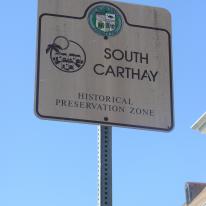 SOUTH
CARTHAY
HISTORICAL
PRESERVATION ZONE